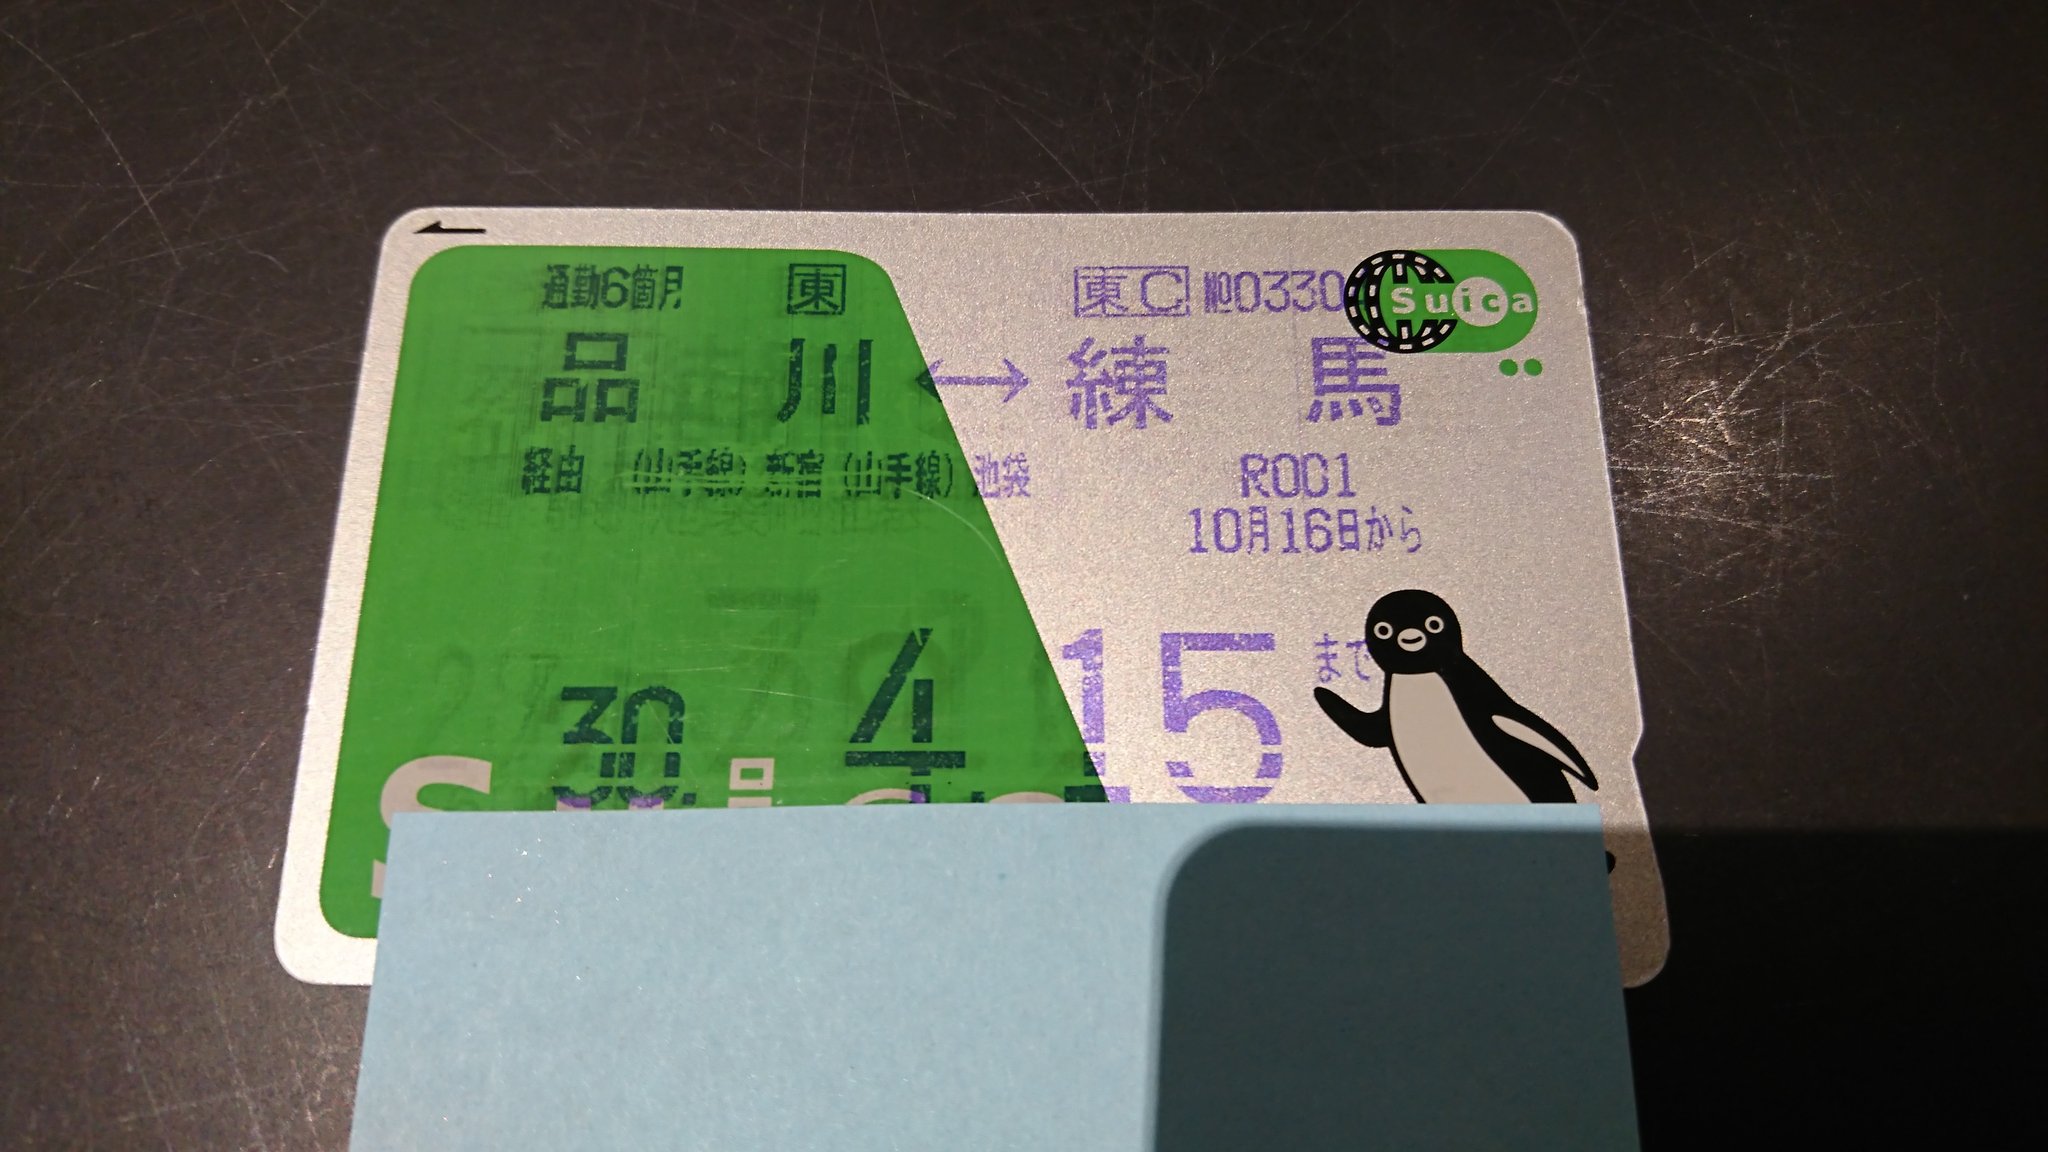 通勤6箇月 東 東C №0330
Suica
品川 ↔ 練馬
経由 (山手線) 新宿 (山手線) 池袋
R001
10月16日から
30. 4. 15 まで
Suica